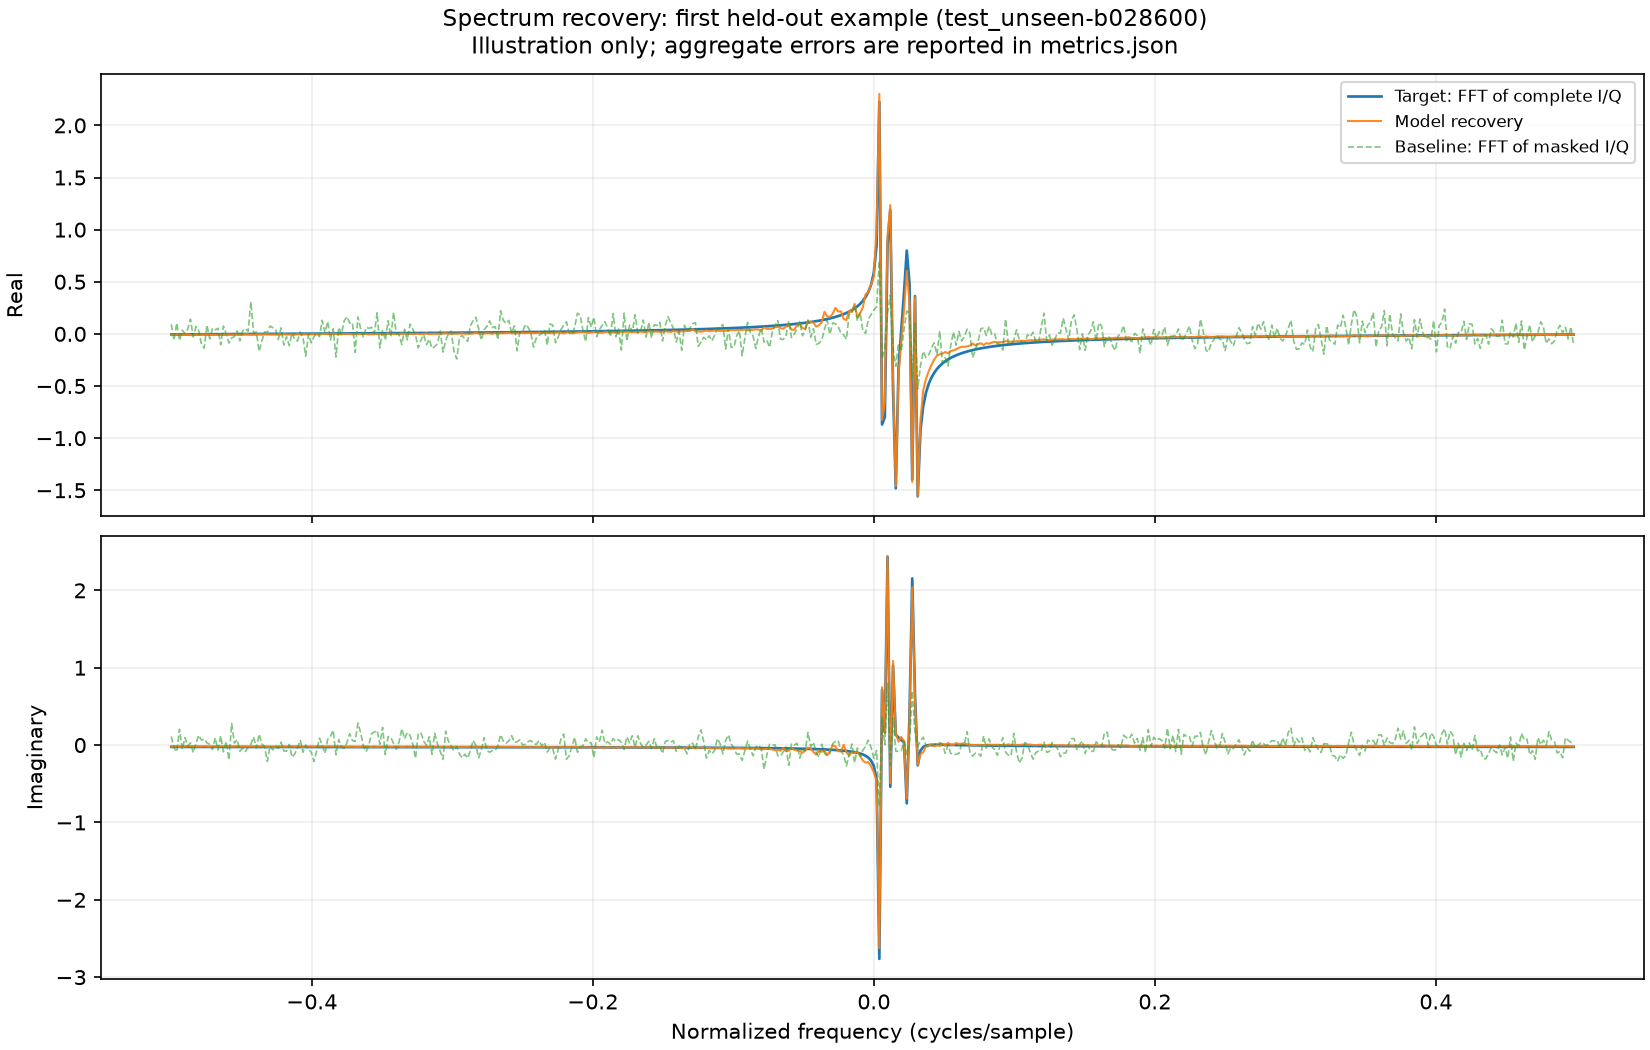 Spectrum recovery: first held-out example (test_unseen-b028600)
Illustration only; aggregate errors are reported in metrics.json
Target: FFT of complete I/Q
Model recovery
Baseline: FFT of masked I/Q
Real
2.0
1.5
1.0
0.5
0.0
−0.5
−1.0
−1.5
Imaginary
2
1
0
−1
−2
−3
−0.4
−0.2
0.0
0.2
0.4
Normalized frequency (cycles/sample)